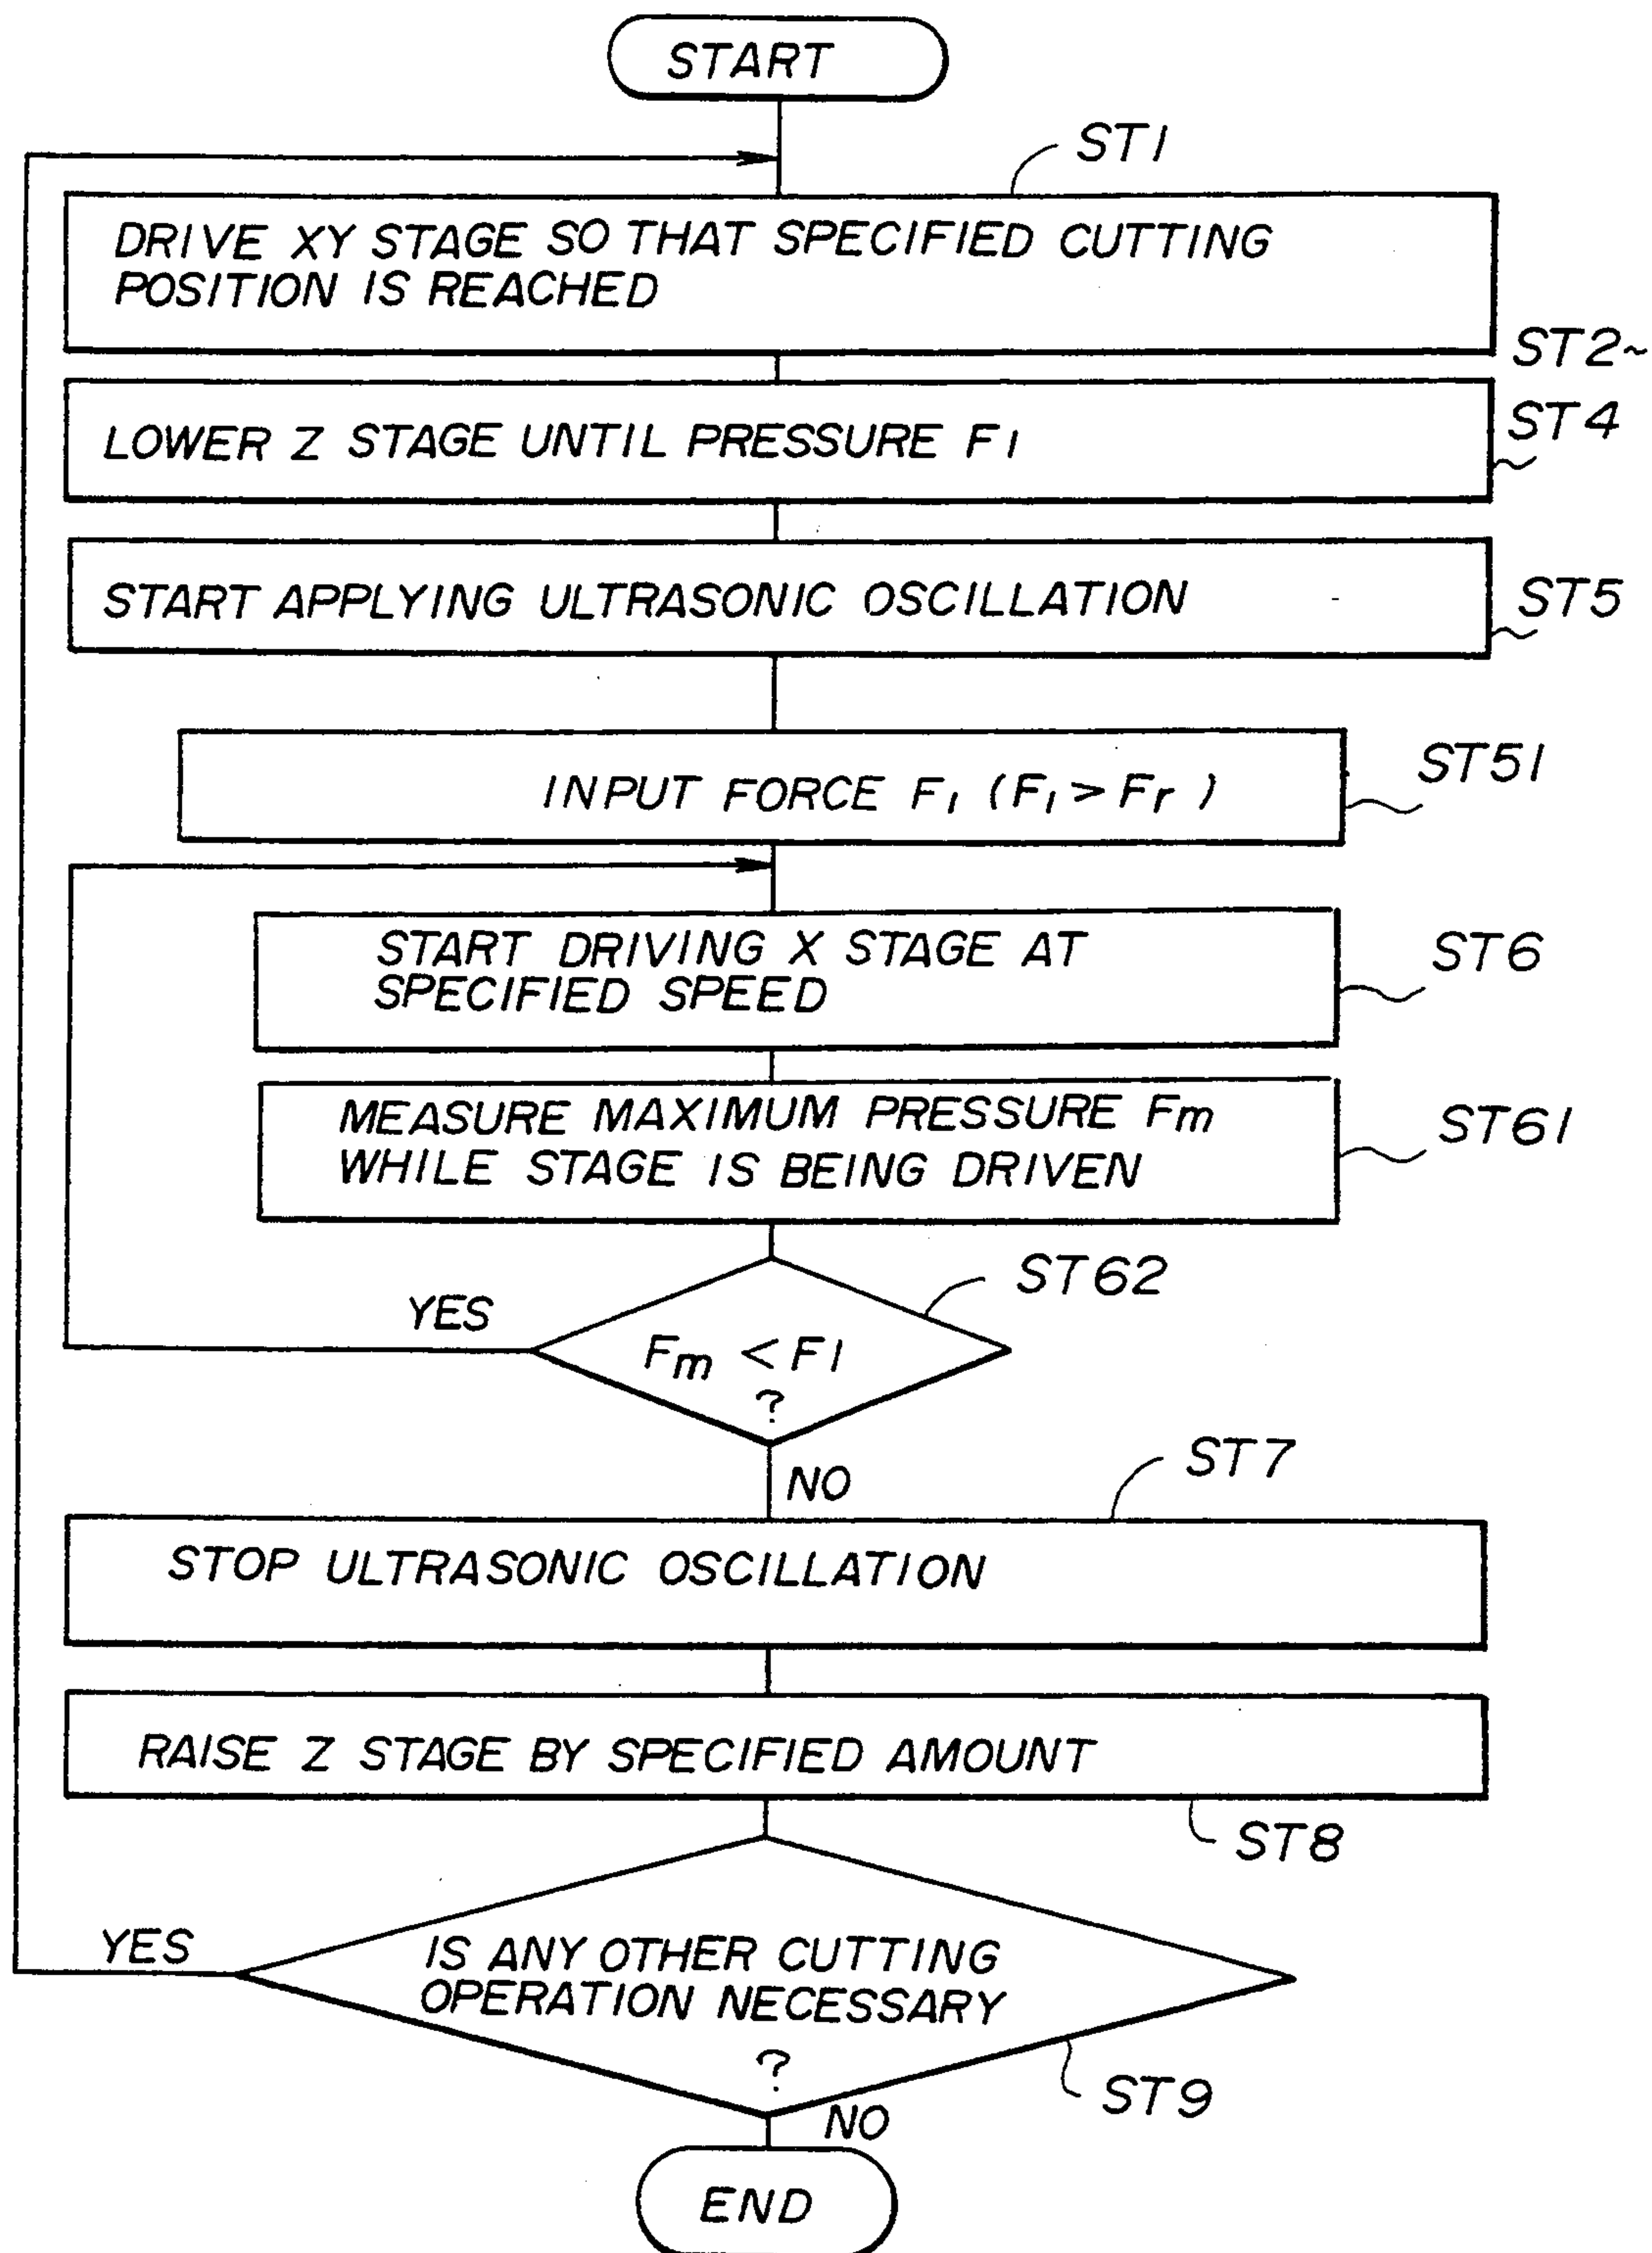 START
ST1
DRIVE XY STAGE SO THAT SPECIFIED CUTTING
POSITION IS REACHED
ST2~
ST4
LOWER Z STAGE UNTIL PRESSURE F1
START APPLYING ULTRASONIC OSCILLATION
ST5
INPUT FORCE F1 (F1 > Fr )
ST51
START DRIVING X STAGE AT
SPECIFIED SPEED
ST6
MEASURE MAXIMUM PRESSURE Fm
WHILE STAGE IS BEING DRIVEN
ST61
ST62
YES
Fm < F1
?
NO
ST7
STOP ULTRASONIC OSCILLATION
RAISE Z STAGE BY SPECIFIED AMOUNT
ST8
YES
IS ANY OTHER CUTTING
OPERATION NECESSARY
?
ST9
NO
END